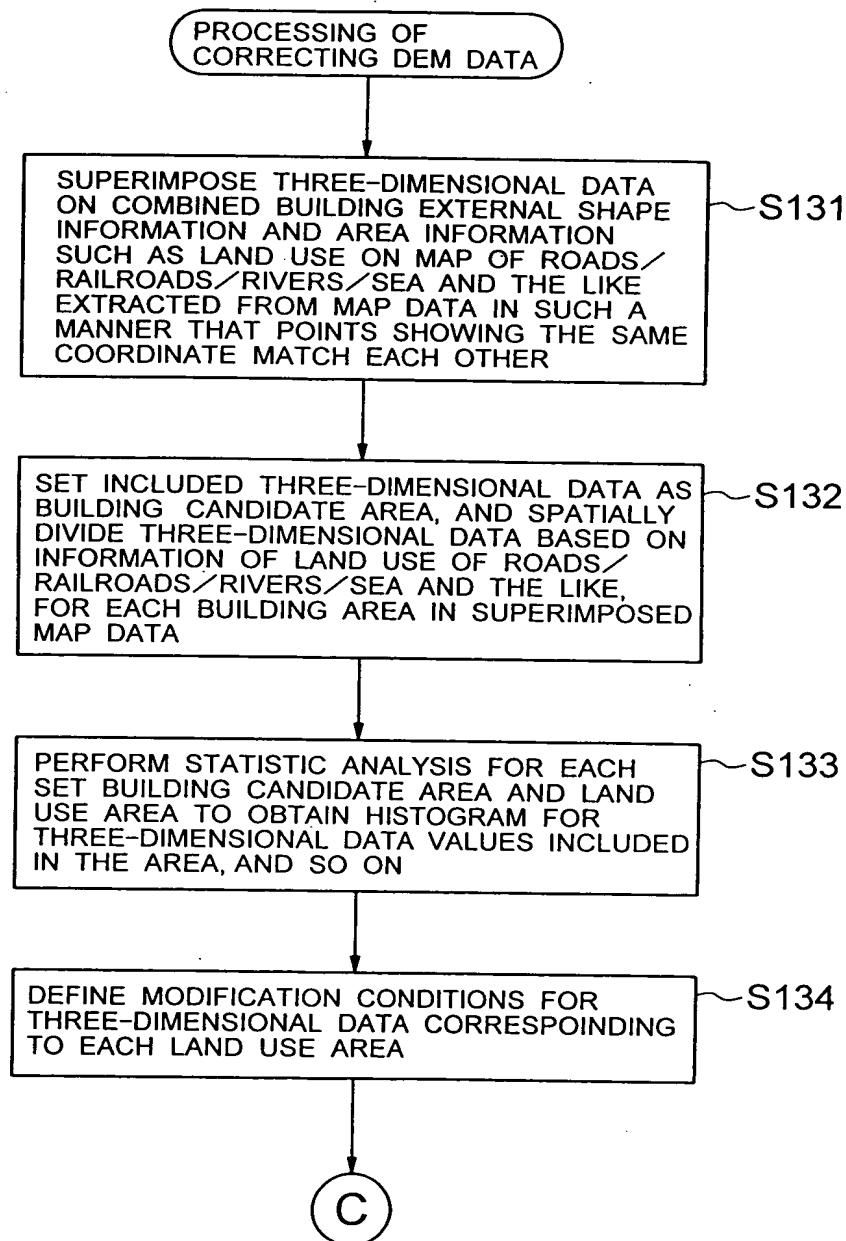 PROCESSING OF
CORRECTING DEM DATA
SUPERIMPOSE THREE-DIMENSIONAL DATA
ON COMBINED BUILDING EXTERNAL SHAPE
INFORMATION AND AREA INFORMATION
SUCH AS LAND USE ON MAP OF ROADS/
RAILROADS/RIVERS/SEA AND THE LIKE
EXTRACTED FROM MAP DATA IN SUCH A
MANNER THAT POINTS SHOWING THE SAME
COORDINATE MATCH EACH OTHER
S131
SET INCLUDED THREE-DIMENSIONAL DATA AS
BUILDING CANDIDATE AREA, AND SPATIALLY
DIVIDE THREE-DIMENSIONAL DATA BASED ON
INFORMATION OF LAND USE OF ROADS/
RAILROADS/RIVERS/SEA AND THE LIKE,
FOR EACH BUILDING AREA IN SUPERIMPOSED
MAP DATA
S132
PERFORM STATISTIC ANALYSIS FOR EACH
SET BUILDING CANDIDATE AREA AND LAND
USE AREA TO OBTAIN HISTOGRAM FOR
THREE-DIMENSIONAL DATA VALUES INCLUDED
IN THE AREA, AND SO ON
S133
DEFINE MODIFICATION CONDITIONS FOR
THREE-DIMENSIONAL DATA CORRESPOINDING
TO EACH LAND USE AREA
S134
C